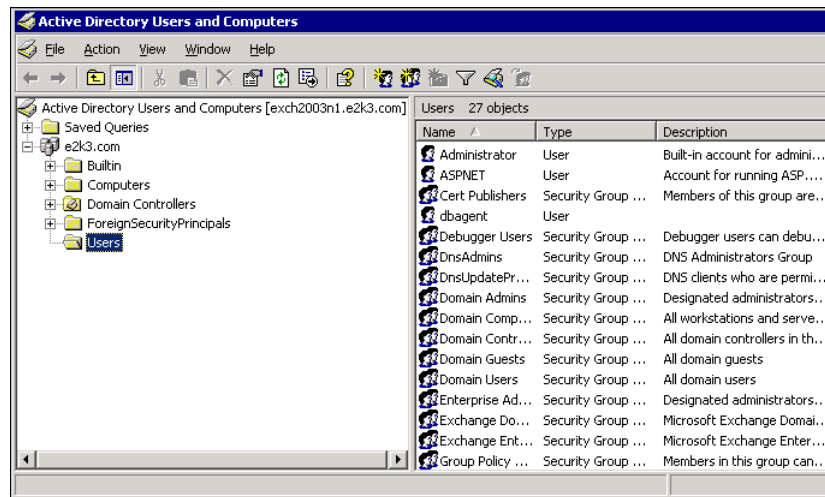 Active Directory Users and Computers
File Action View Window Help
Active Directory Users and Computers [exch2003n1.e2k3.com]
Saved Queries
e2k3.com
Builtin
Computers
Domain Controllers
ForeignSecurityPrincipals
Users
Users 27 objects
Name Type Description
Administrator User Built-in account for admini...
ASPNET User Account for running ASP....
Cert Publishers Security Group ... Members of this group are...
dbagent User
Debugger Users Security Group ... Debugger users can debu...
DnsAdmins Security Group ... DNS Administrators Group
DnsUpdatePr... Security Group ... DNS clients who are permi...
Domain Admins Security Group ... Designated administrators...
Domain Comp... Security Group ... All workstations and serve...
Domain Contr... Security Group ... All domain controllers in th...
Domain Guests Security Group ... All domain guests
Domain Users Security Group ... All domain users
Enterprise Ad... Security Group ... Designated administrators...
Exchange Do... Security Group ... Microsoft Exchange Domai...
Exchange Ent... Security Group ... Microsoft Exchange Enter...
Group Policy ... Security Group ... Members in this group can...